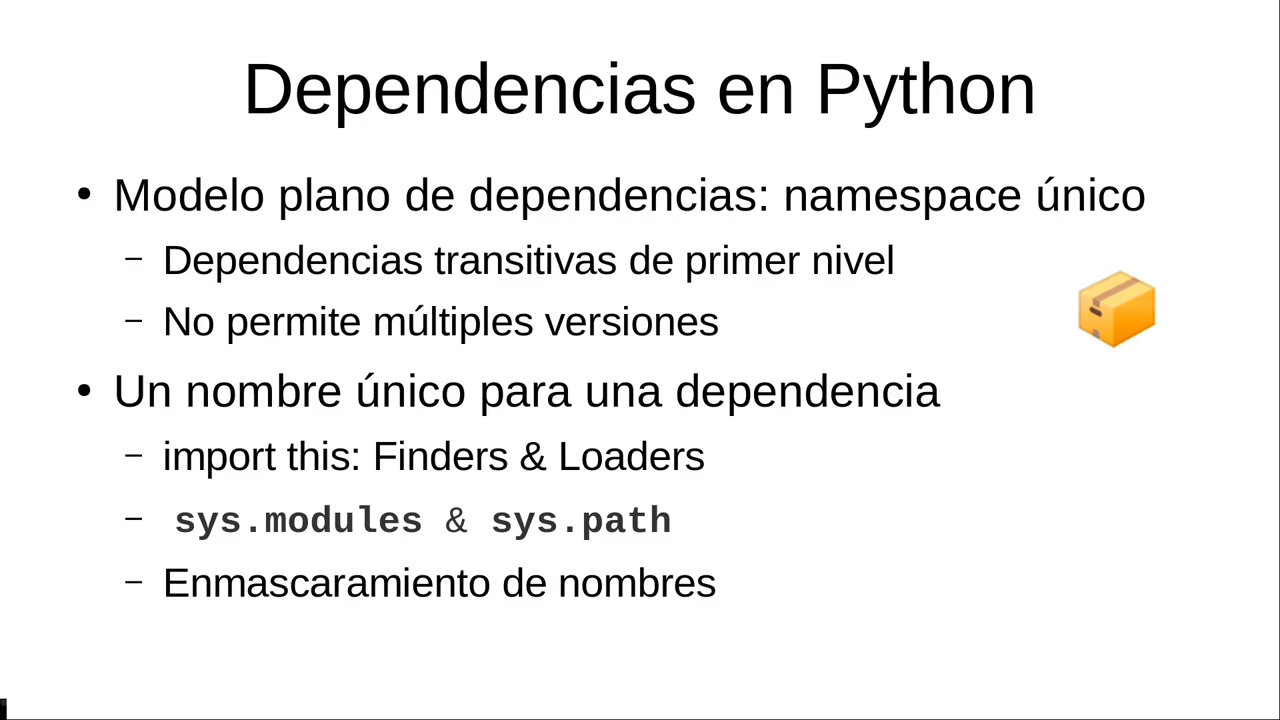 Dependencias en Python
• Modelo plano de dependencias: namespace único
– Dependencias transitivas de primer nivel
– No permite múltiples versiones
• Un nombre único para una dependencia
– import this: Finders & Loaders
– sys.modules & sys.path
– Enmascaramiento de nombres